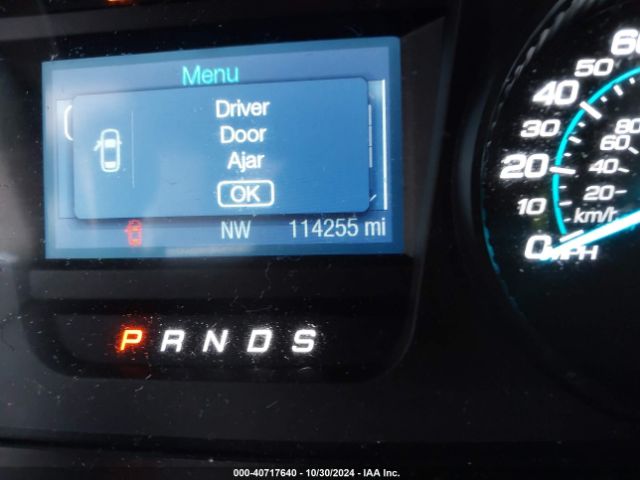 Menu
Driver
Door
Ajar
OK
NW 114255 mi
P R N D S
60
50
40
30
20
10
0 MPH
80
60
40
20
km/h
000-40717640 - 10/30/2024 - IAA Inc.